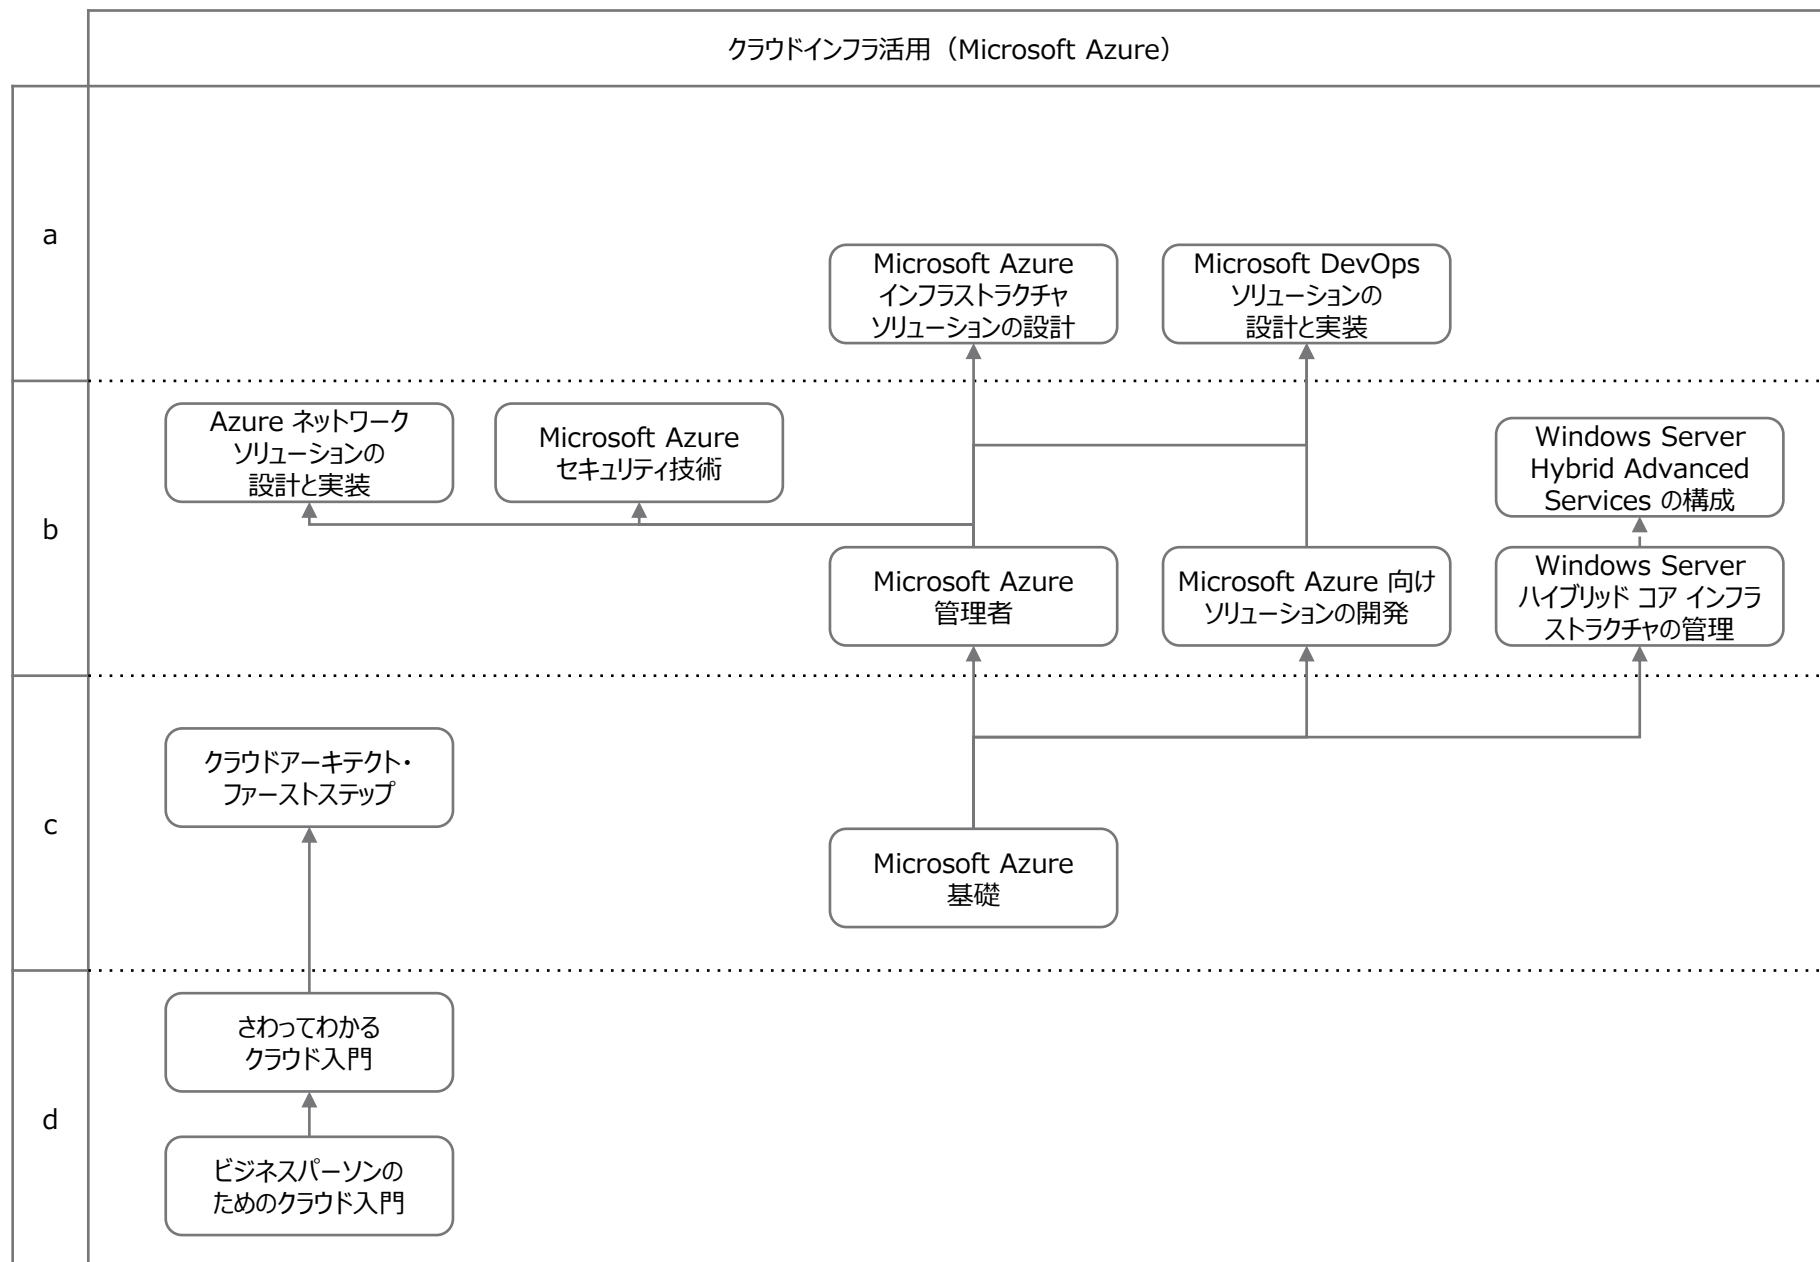 クラウドインフラ活用（Microsoft Azure）
a
Microsoft Azure
インフラストラクチャ
ソリューションの設計
Microsoft DevOps
ソリューションの
設計と実装
b
Azure ネットワーク
ソリューションの
設計と実装
Microsoft Azure
セキュリティ技術
Windows Server
Hybrid Advanced
Services の構成
Microsoft Azure
管理者
Microsoft Azure 向け
ソリューションの開発
Windows Server
ハイブリッド コア インフラ
ストラクチャの管理
c
クラウドアーキテクト・
ファーストステップ
Microsoft Azure
基礎
d
さわってわかる
クラウド入門
ビジネスパーソンの
ためのクラウド入門